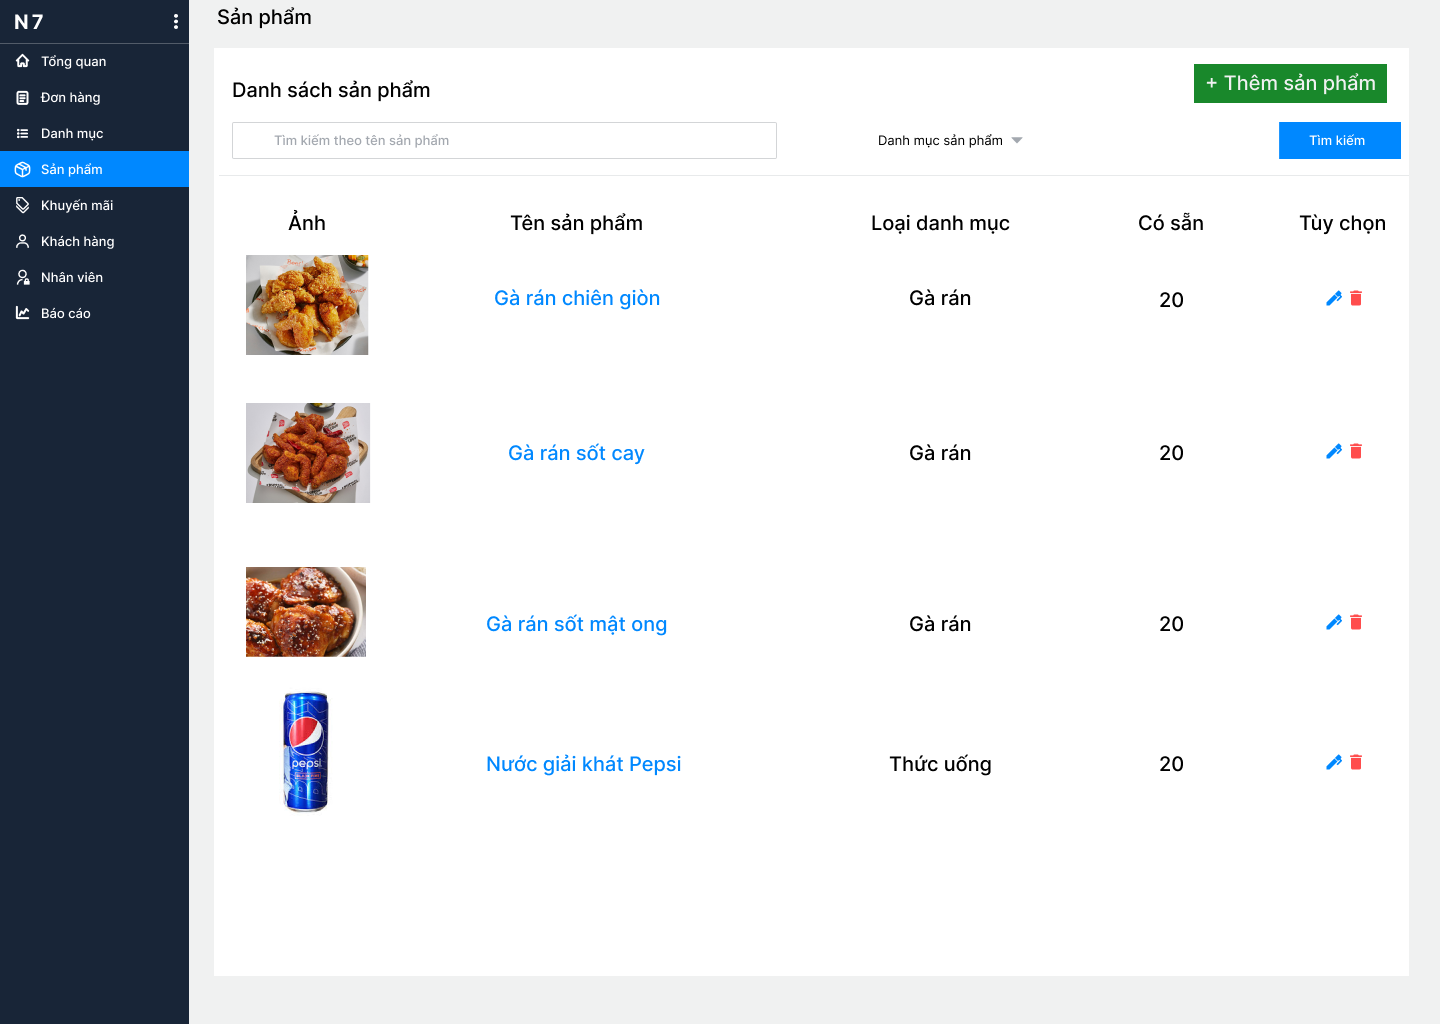 N7
Tổng quan
Đơn hàng
Danh mục
Sản phẩm
Khuyến mãi
Khách hàng
Nhân viên
Báo cáo
Sản phẩm
Danh sách sản phẩm
+ Thêm sản phẩm
Tìm kiếm theo tên sản phẩm
Danh mục sản phẩm
Tìm kiếm
Ảnh Tên sản phẩm Loại danh mục Có sẵn Tùy chọn
Gà rán chiên giòn Gà rán 20
Gà rán sốt cay Gà rán 20
Gà rán sốt mật ong Gà rán 20
pepsi
Nước giải khát Pepsi Thức uống 20